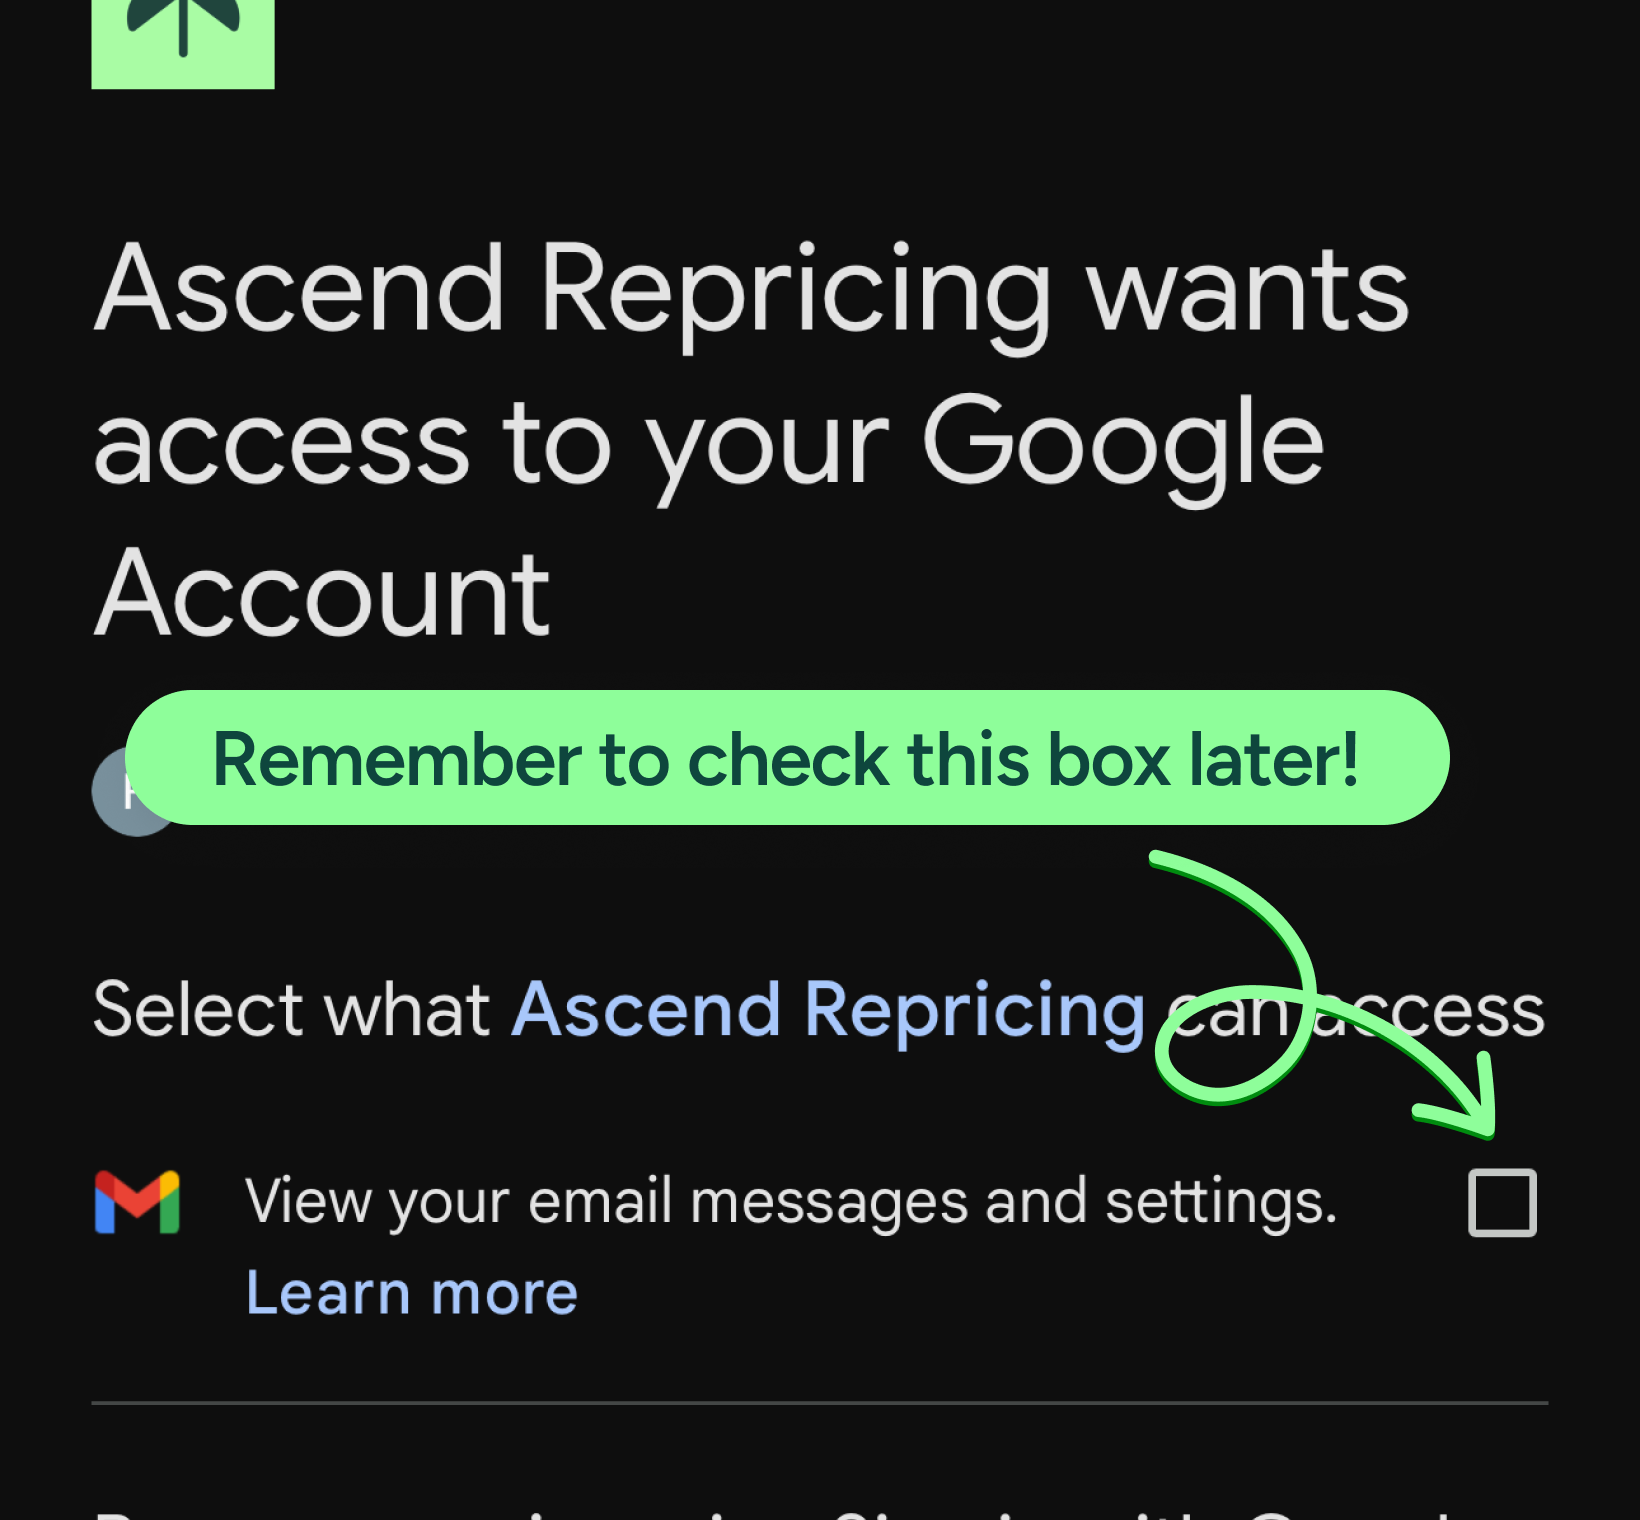 Ascend Repricing wants
access to your Google
Account
Remember to check this box later!
Select what Ascend Repricing can access
View your email messages and settings.
Learn more